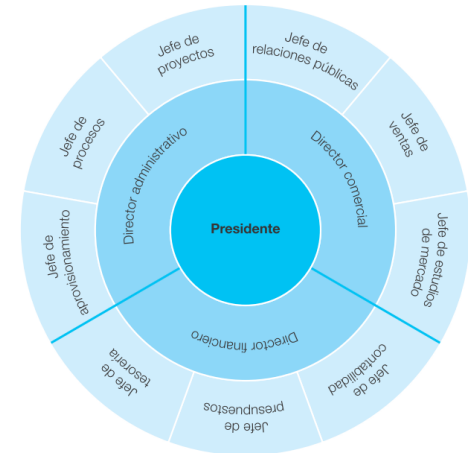 Presidente
Director comercial
Director financiero
Director administrativo
Jefe de
relaciones públicas
Jefe de
ventas
Jefe de estudios
de mercado
Jefe de
contabilidad
Jefe de
presupuestos
Jefe de
tesorería
Jefe de
aprovisionamiento
Jefe de
procesos
Jefe de
proyectos